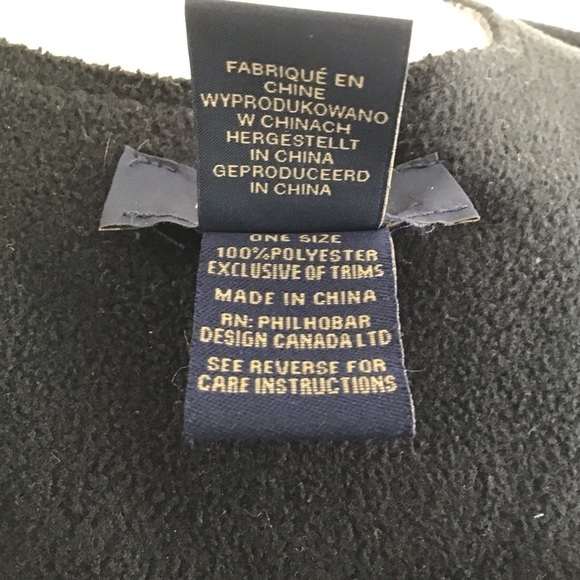 FABRIQUÉ EN
CHINE
WYPRODUKOWANO
W CHINACH
HERGESTELLT
IN CHINA
GEPRODUCEERD
IN CHINA
ONE SIZE
100%POLYESTER
EXCLUSIVE OF TRIMS
MADE IN CHINA
RN: PHILHOBAR
DESIGN CANADA LTD
SEE REVERSE FOR
CARE INSTRUCTIONS